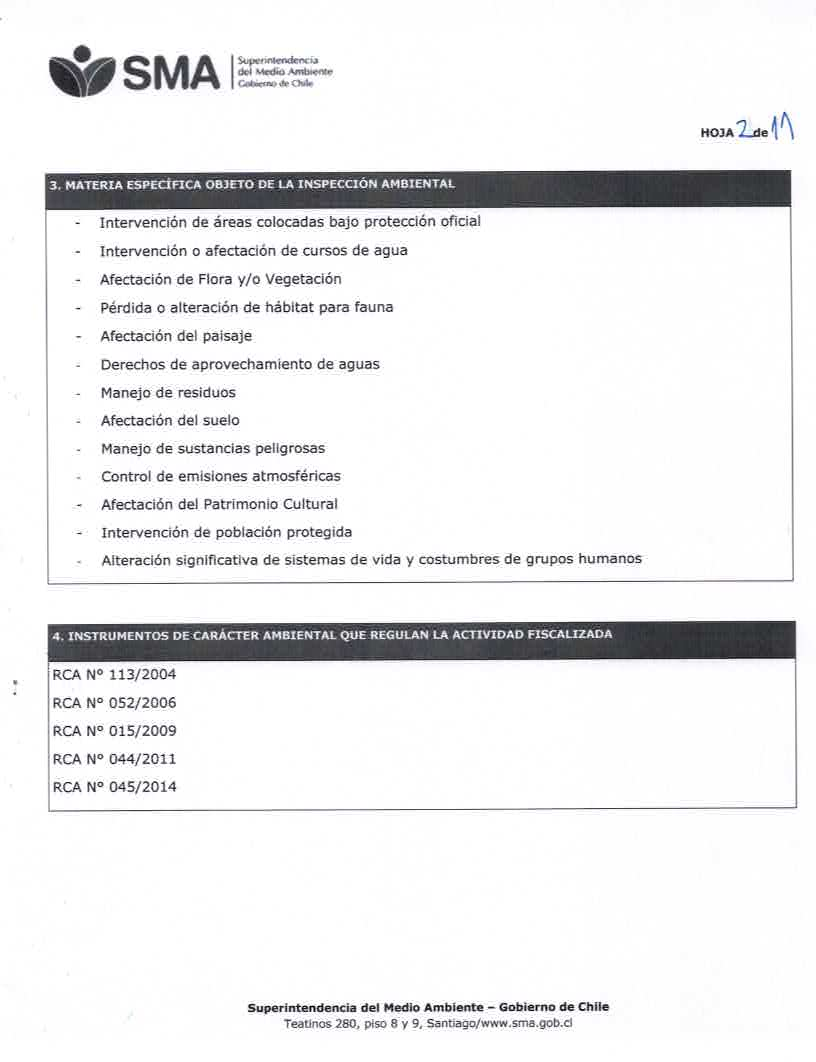 SMA
Superintendencia
del Medio Ambiente
Gobierno de Chile
HOJA 2 de 11
3. MATERIA ESPECÍFICA OBJETO DE LA INSPECCIÓN AMBIENTAL
- Intervención de áreas colocadas bajo protección oficial
- Intervención o afectación de cursos de agua
- Afectación de Flora y/o Vegetación
- Pérdida o alteración de hábitat para fauna
- Afectación del paisaje
- Derechos de aprovechamiento de aguas
- Manejo de residuos
- Afectación del suelo
- Manejo de sustancias peligrosas
- Control de emisiones atmosféricas
- Afectación del Patrimonio Cultural
- Intervención de población protegida
- Alteración significativa de sistemas de vida y costumbres de grupos humanos
4. INSTRUMENTOS DE CARÁCTER AMBIENTAL QUE REGULAN LA ACTIVIDAD FISCALIZADA
RCA Nº 113/2004
RCA Nº 052/2006
RCA Nº 015/2009
RCA Nº 044/2011
RCA Nº 045/2014
Superintendencia del Medio Ambiente – Gobierno de Chile
Teatinos 280, piso 8 y 9, Santiago/www.sma.gob.cl